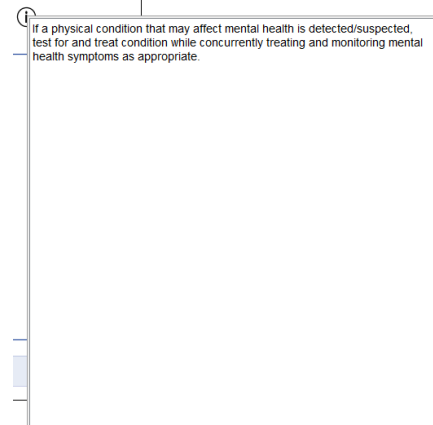 If a physical condition that may affect mental health is detected/suspected,
test for and treat condition while concurrently treating and monitoring mental
health symptoms as appropriate.